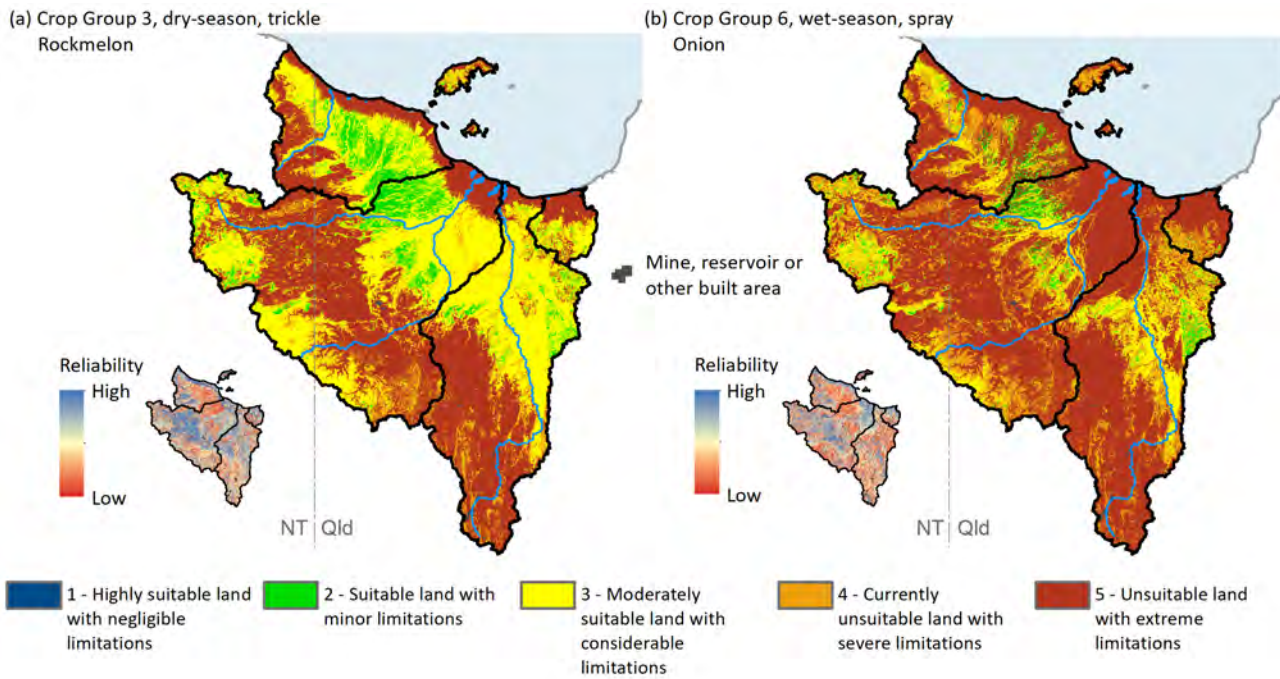 (a) Crop Group 3, dry-season, trickle
Rockmelon
(b) Crop Group 6, wet-season, spray
Onion
Mine, reservoir or
other built area
Reliability
High
Low
NT Qld
Reliability
High
Low
NT Qld
1 - Highly suitable land
with negligible
limitations
2 - Suitable land with
minor limitations
3 - Moderately
suitable land with
considerable
limitations
4 - Currently
unsuitable land with
severe limitations
5 - Unsuitable land
with extreme
limitations